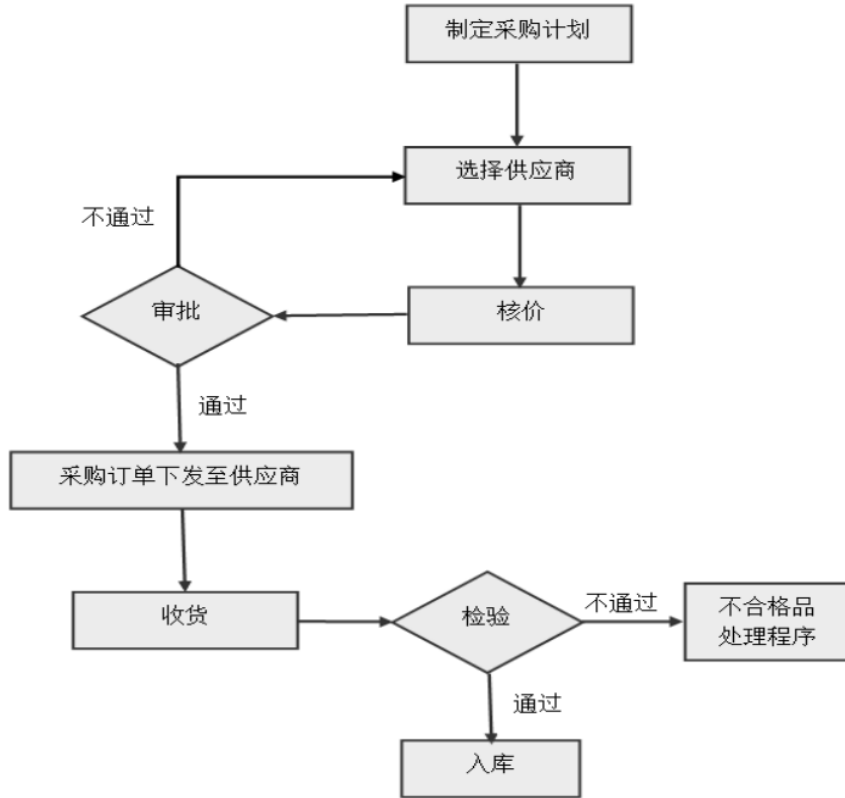 制定采购计划
选择供应商
不通过
审批
核价
通过
采购订单下发至供应商
收货
检验
不通过
不合格品
处理程序
通过
入库